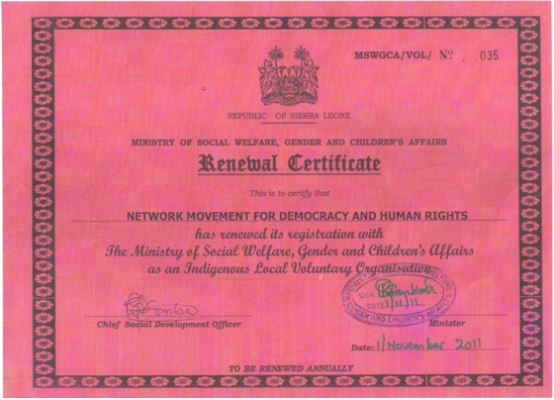 MSWGCA/VOL/ Nº 035
REPUBLIC OF SIERRA LEONE
MINISTRY OF SOCIAL WELFARE, GENDER AND CHILDREN'S AFFAIRS
Renewal Certificate
This is to certify that
NETWORK MOVEMENT FOR DEMOCRACY AND HUMAN RIGHTS
has renewed its registration with
The Ministry of Social Welfare, Gender and Children's Affairs
as an Indigenous Local Voluntary Organisation
Chief Social Development Officer
Minister
Date: 1/November 2011
TO BE RENEWED ANNUALLY